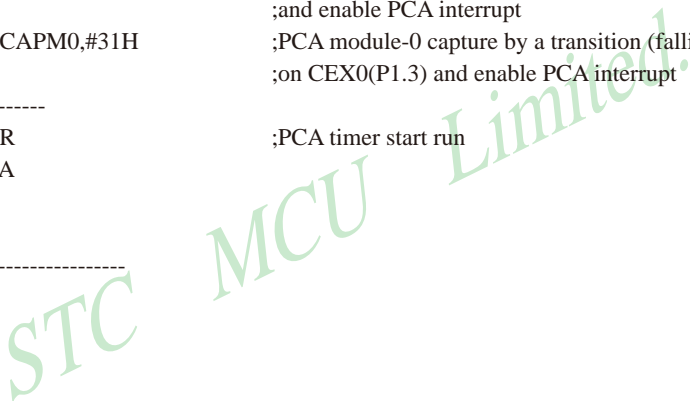 ;and enable PCA interrupt
CAPM0,#31H ;PCA module-0 capture by a transition (falli
;on CEX0(P1.3) and enable PCA interrupt
------
R ;PCA timer start run
A
----------------
STC MCU Limited.